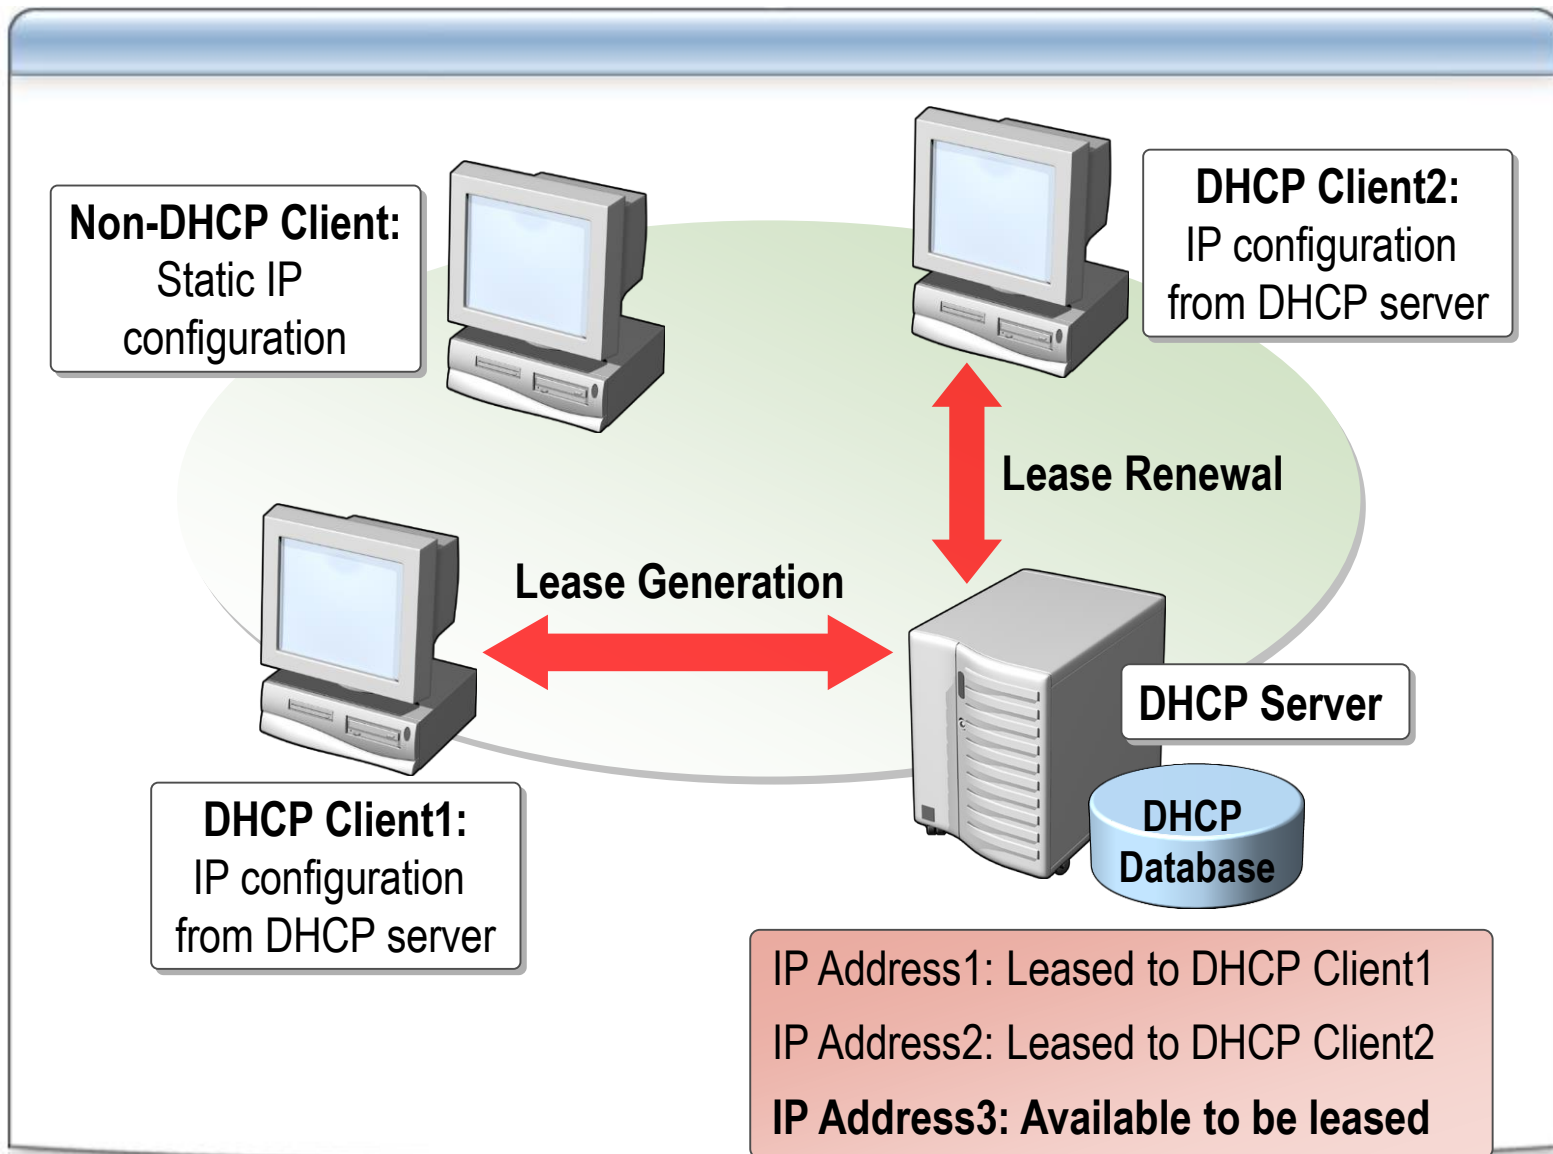 Non-DHCP Client:
Static IP
configuration
DHCP Client2:
IP configuration
from DHCP server
Lease Renewal
Lease Generation
DHCP Server
DHCP
Database
DHCP Client1:
IP configuration
from DHCP server
IP Address1: Leased to DHCP Client1
IP Address2: Leased to DHCP Client2
IP Address3: Available to be leased